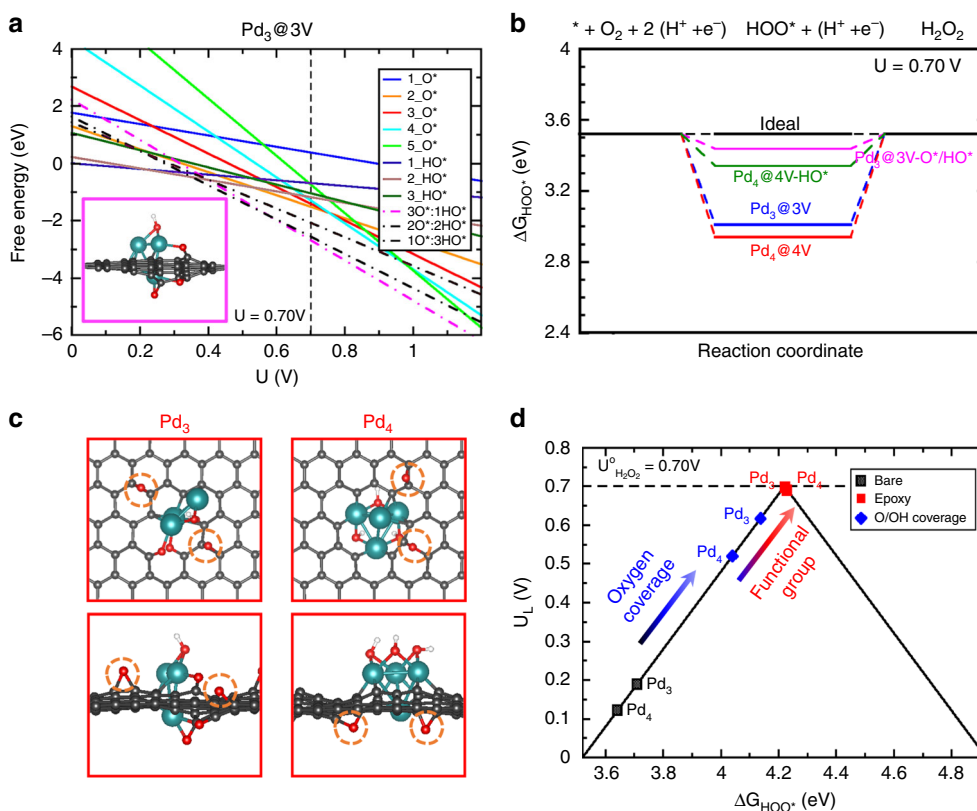 a
Pd₃@3V
Free energy (eV)
4
2
0
−2
−4
−6
1_O*
2_O*
3_O*
4_O*
5_O*
1_HO*
2_HO*
3_HO*
3O*:1HO*
2O*:2HO*
1O*:3HO*
U = 0.70V
0
0.2
0.4
0.6
0.8
1
U (V)
b
* + O₂ + 2 (H⁺ +e⁻) HOO* + (H⁺ +e⁻) H₂O₂
U = 0.70 V
ΔG_HOO* (eV)
4.0
3.6
3.2
2.8
2.4
Ideal
Pd₃@3V-O*/HO*
Pd₄@4V-HO*
Pd₃@3V
Pd₄@4V
Reaction coordinate
c
Pd₃
Pd₄
d
U_L (V)
0.8
0.7
0.6
0.5
0.4
0.3
0.2
0.1
0
U°_H₂O₂ = 0.70V
Pd₃ Pd₄
Bare
Epoxy
O/OH coverage
Pd₃
Pd₄
Oxygen
coverage
Functional
group
Pd₃
Pd₄
3.6
3.8
4
4.2
4.4
4.6
4.8
ΔG_HOO* (eV)